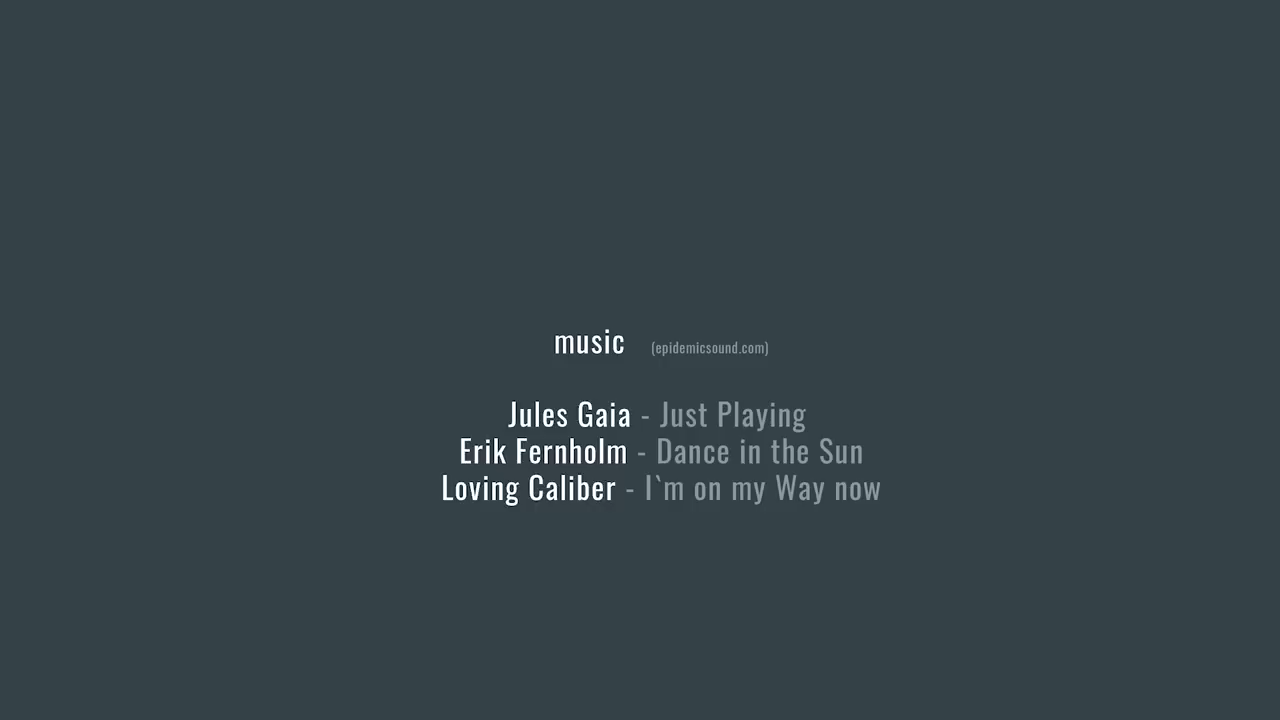 music (epidemicsound.com)
Jules Gaia - Just Playing
Erik Fernholm - Dance in the Sun
Loving Caliber - I`m on my Way now